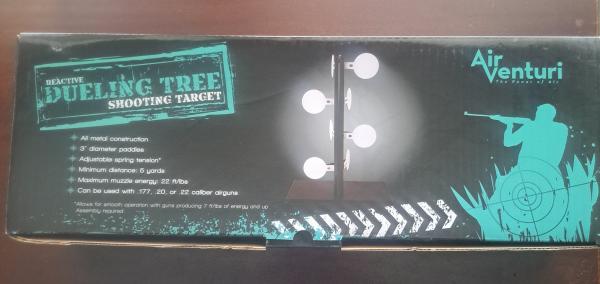 REACTIVE
DUELING TREE
SHOOTING TARGET
Air
Venturi
The Power of Air
All metal construction
3" diameter paddles
Adjustable spring tension*
Minimum distance: 6 yards
Maximum muzzle energy: 22 ft/lbs
Can be used with .177, .20, or .22 caliber airguns
*Allows for smooth operation with guns producing 7 ft/lbs of energy and up
Assembly required